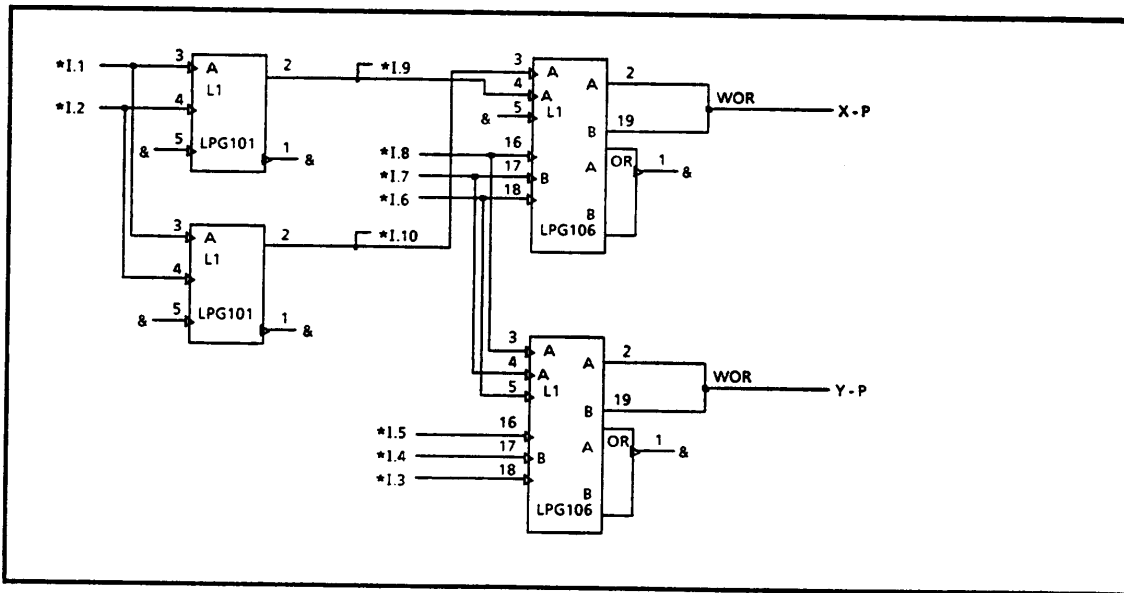 *I.1
*I.2
3 A
L1
4
5 &
LPG101
2
1 &
3 A
L1
4
5 &
LPG101
2
1 &
*I.9
*I.10
*I.8
*I.7
*I.6
3 A
4 A
& 5 L1
16
17 B
18
LPG106
A 2
B 19
WOR
X-P
A OR 1 &
B
3 A
4 A
5 L1
*I.5 16
*I.4 17 B
*I.3 18
LPG106
A 2
B 19
WOR
Y-P
A OR 1 &
B